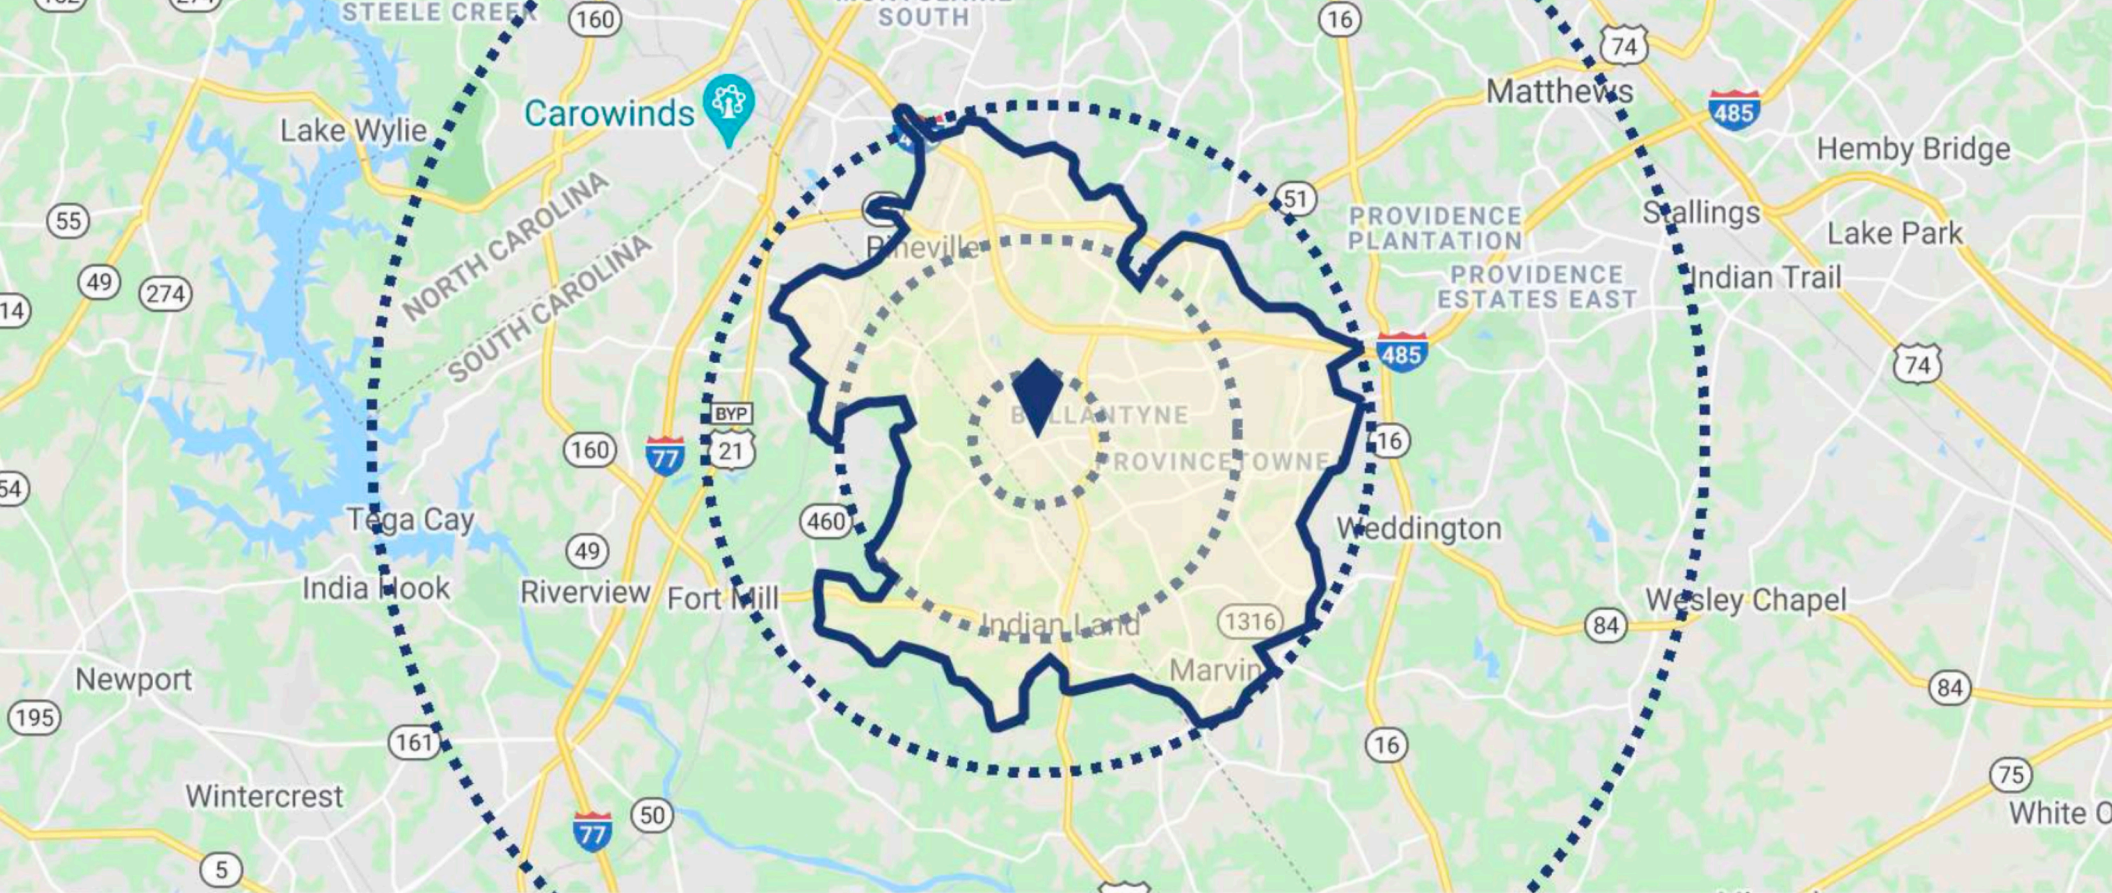 STEELE CREEK
160
SOUTH
16
74
Matthews
485
Carowinds
Lake Wylie
Hemby Bridge
51
55
Stallings
PROVIDENCE
PLANTATION
Lake Park
NORTH CAROLINA
Pineville
PROVIDENCE
ESTATES EAST
Indian Trail
49
274
14
SOUTH CAROLINA
485
74
BALLANTYNE
BYP
21
16
160
77
PROVINCETOWNE
54
Tega Cay
460
Weddington
49
India Hook
Riverview
Fort Mill
Indian Land
1316
Wesley Chapel
84
Marvin
Newport
84
195
161
16
75
Wintercrest
50
77
White O
5